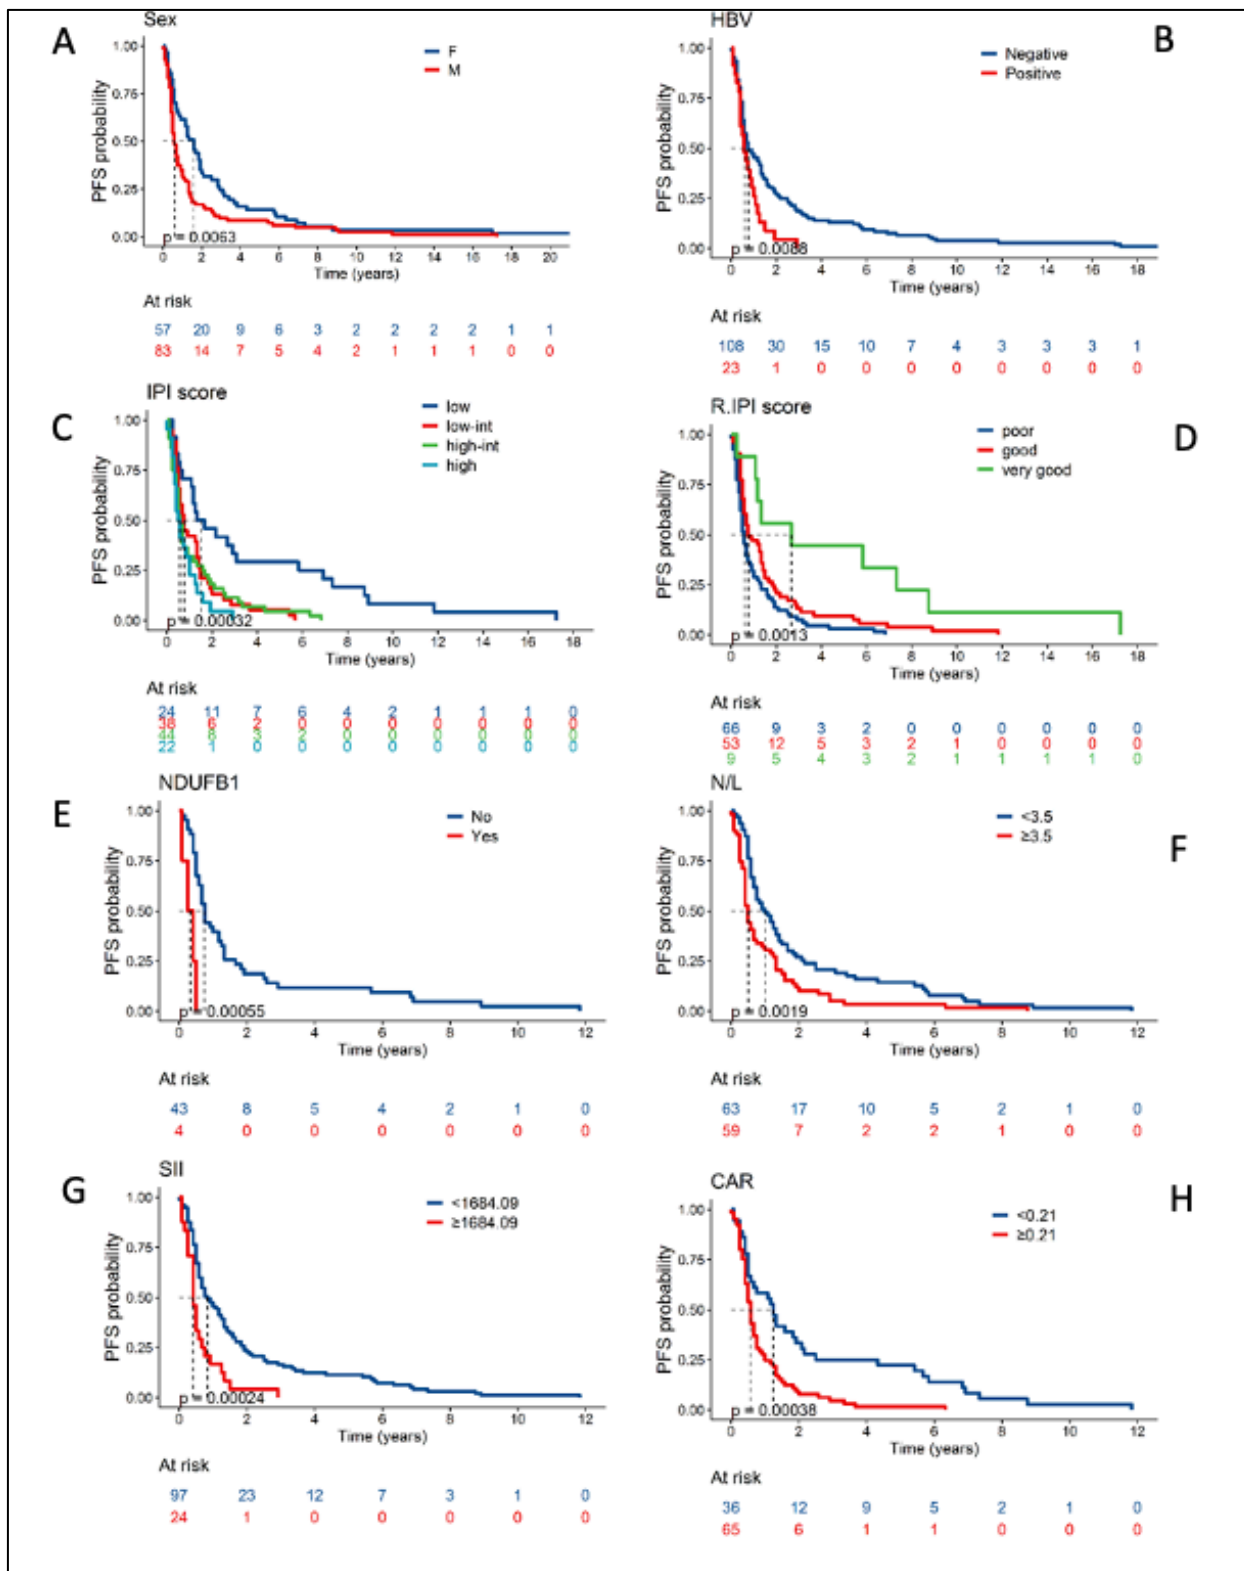 A
Sex
F
M
PFS probability
1.00
0.75
0.50
0.25
0.00
p = 0.0063
0 2 4 6 8 10 12 14 16 18 20
Time (years)
At risk
57 20 9 6 3 2 2 2 2 1 1
83 14 7 5 4 2 1 1 1 0 0
B
HBV
Negative
Positive
PFS probability
1.00
0.75
0.50
0.25
0.00
p = 0.0088
0 2 4 6 8 10 12 14 16 18
Time (years)
At risk
108 30 15 10 7 4 3 3 3 1
23 1 0 0 0 0 0 0 0 0
C
IPI score
low
low-int
high-int
high
PFS probability
1.00
0.75
0.50
0.25
0.00
p = 0.00032
0 2 4 6 8 10 12 14 16 18
Time (years)
At risk
24 11 7 6 4 2 1 1 1 0
38 6 2 0 0 0 0 0 0 0
44 8 3 2 0 0 0 0 0 0
22 1 0 0 0 0 0 0 0 0
D
R.IPI score
poor
good
very good
PFS probability
1.00
0.75
0.50
0.25
0.00
p = 0.0013
0 2 4 6 8 10 12 14 16 18
Time (years)
At risk
66 9 3 2 0 0 0 0 0 0
53 12 5 3 2 1 0 0 0 0
9 5 4 3 2 1 1 1 1 0
E
NDUFB1
No
Yes
PFS probability
1.00
0.75
0.50
0.25
0.00
p = 0.00055
0 2 4 6 8 10 12
Time (years)
At risk
43 8 5 4 2 1 0
4 0 0 0 0 0 0
F
N/L
<3.5
≥3.5
PFS probability
1.00
0.75
0.50
0.25
0.00
p = 0.0019
0 2 4 6 8 10 12
Time (years)
At risk
63 17 10 5 2 1 0
59 7 2 2 1 0 0
G
SII
<1684.09
≥1684.09
PFS probability
1.00
0.75
0.50
0.25
0.00
p = 0.00024
0 2 4 6 8 10 12
Time (years)
At risk
97 23 12 7 3 1 0
24 1 0 0 0 0 0
H
CAR
<0.21
≥0.21
PFS probability
1.00
0.75
0.50
0.25
0.00
p = 0.00038
0 2 4 6 8 10 12
Time (years)
At risk
36 12 9 5 2 1 0
65 6 1 1 0 0 0